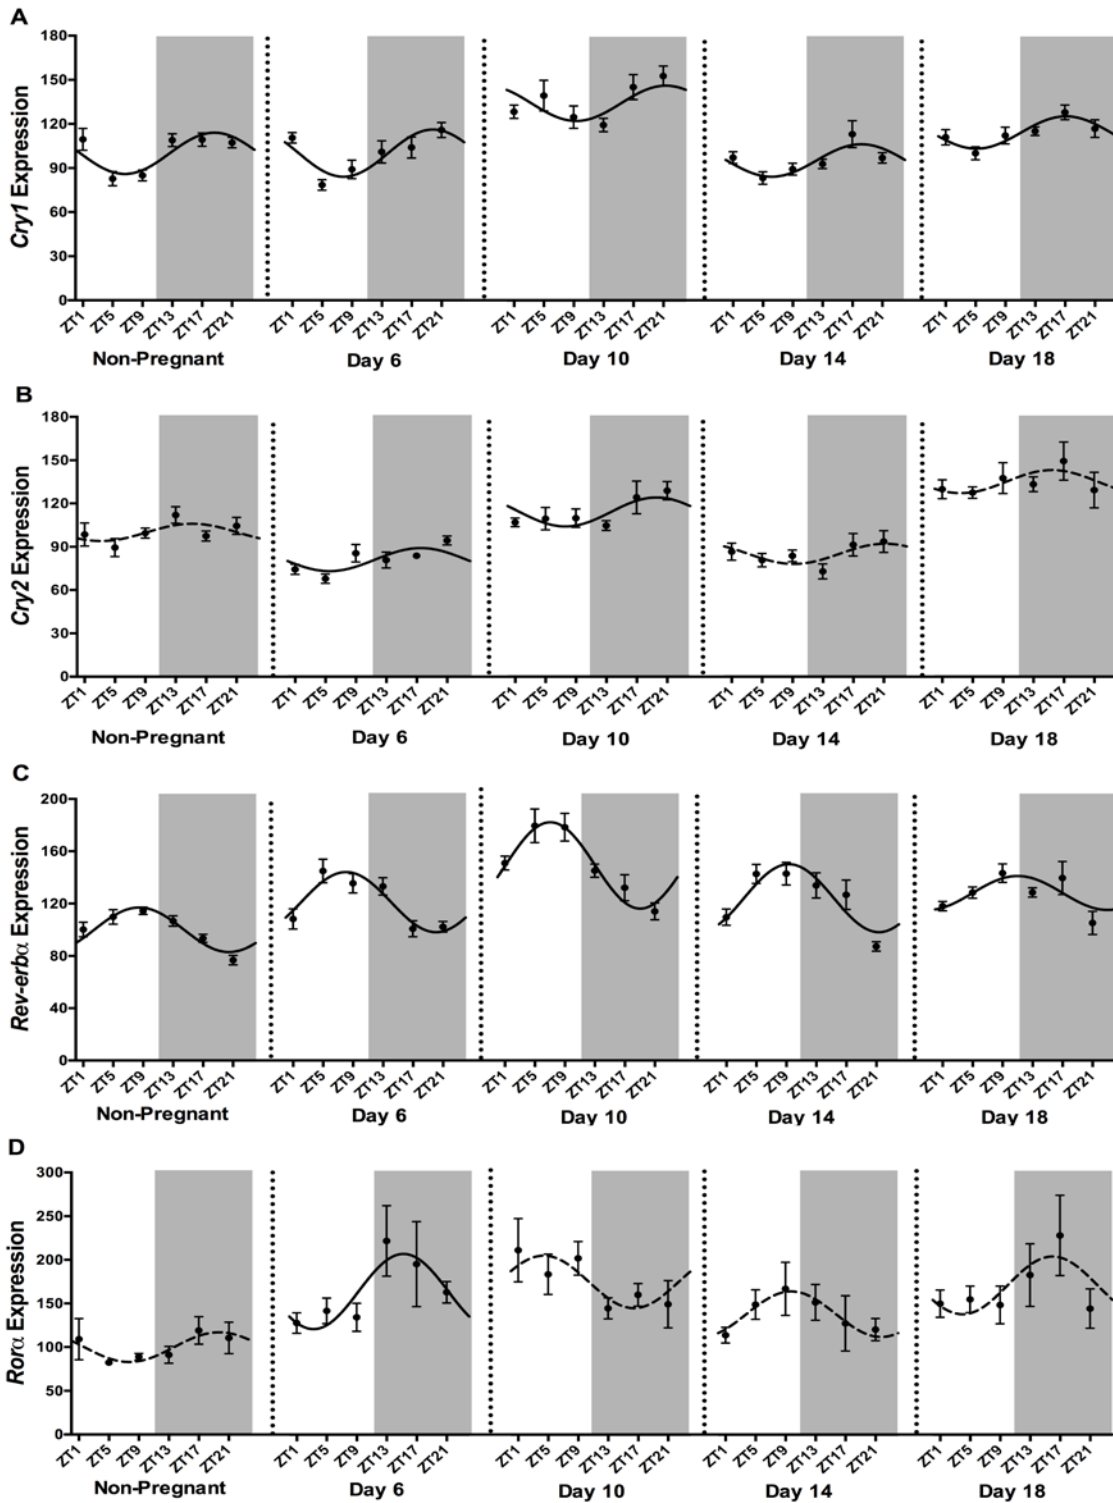 A
Cry1 Expression
180
150
120
90
60
30
0
ZT1 ZT5 ZT9 ZT13 ZT17 ZT21 ZT1 ZT5 ZT9 ZT13 ZT17 ZT21 ZT1 ZT5 ZT9 ZT13 ZT17 ZT21 ZT1 ZT5 ZT9 ZT13 ZT17 ZT21 ZT1 ZT5 ZT9 ZT13 ZT17 ZT21
Non-Pregnant Day 6 Day 10 Day 14 Day 18
B
Cry2 Expression
180
150
120
90
60
30
0
ZT1 ZT5 ZT9 ZT13 ZT17 ZT21 ZT1 ZT5 ZT9 ZT13 ZT17 ZT21 ZT1 ZT5 ZT9 ZT13 ZT17 ZT21 ZT1 ZT5 ZT9 ZT13 ZT17 ZT21 ZT1 ZT5 ZT9 ZT13 ZT17 ZT21
Non-Pregnant Day 6 Day 10 Day 14 Day 18
C
Rev-erbα Expression
200
160
120
80
40
0
ZT1 ZT5 ZT9 ZT13 ZT17 ZT21 ZT1 ZT5 ZT9 ZT13 ZT17 ZT21 ZT1 ZT5 ZT9 ZT13 ZT17 ZT21 ZT1 ZT5 ZT9 ZT13 ZT17 ZT21 ZT1 ZT5 ZT9 ZT13 ZT17 ZT21
Non-Pregnant Day 6 Day 10 Day 14 Day 18
D
Rorα Expression
300
250
200
150
100
50
0
ZT1 ZT5 ZT9 ZT13 ZT17 ZT21 ZT1 ZT5 ZT9 ZT13 ZT17 ZT21 ZT1 ZT5 ZT9 ZT13 ZT17 ZT21 ZT1 ZT5 ZT9 ZT13 ZT17 ZT21 ZT1 ZT5 ZT9 ZT13 ZT17 ZT21
Non-Pregnant Day 6 Day 10 Day 14 Day 18